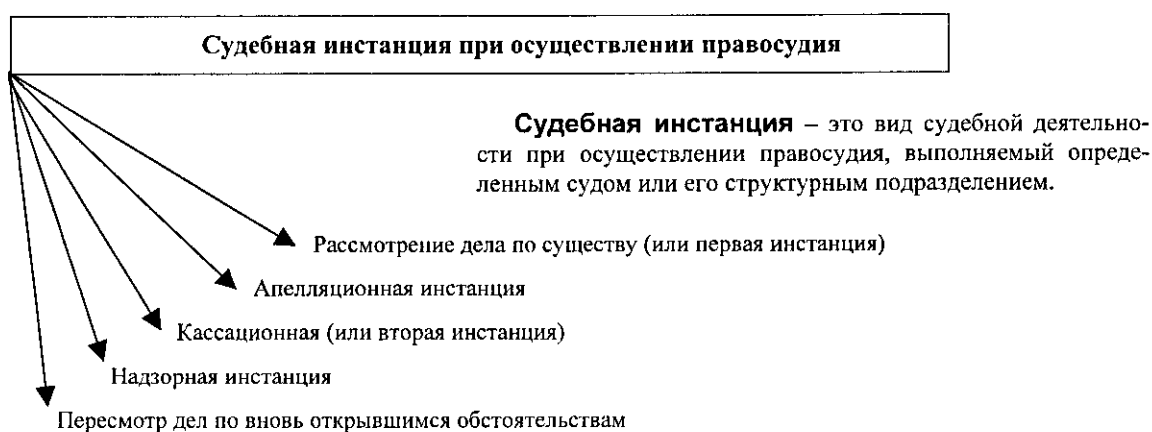 Судебная инстанция при осуществлении правосудия
Судебная инстанция – это вид судебной деятельно-
сти при осуществлении правосудия, выполняемый опреде-
ленным судом или его структурным подразделением.
Рассмотрение дела по существу (или первая инстанция)
Апелляционная инстанция
Кассационная (или вторая инстанция)
Надзорная инстанция
Пересмотр дел по вновь открывшимся обстоятельствам